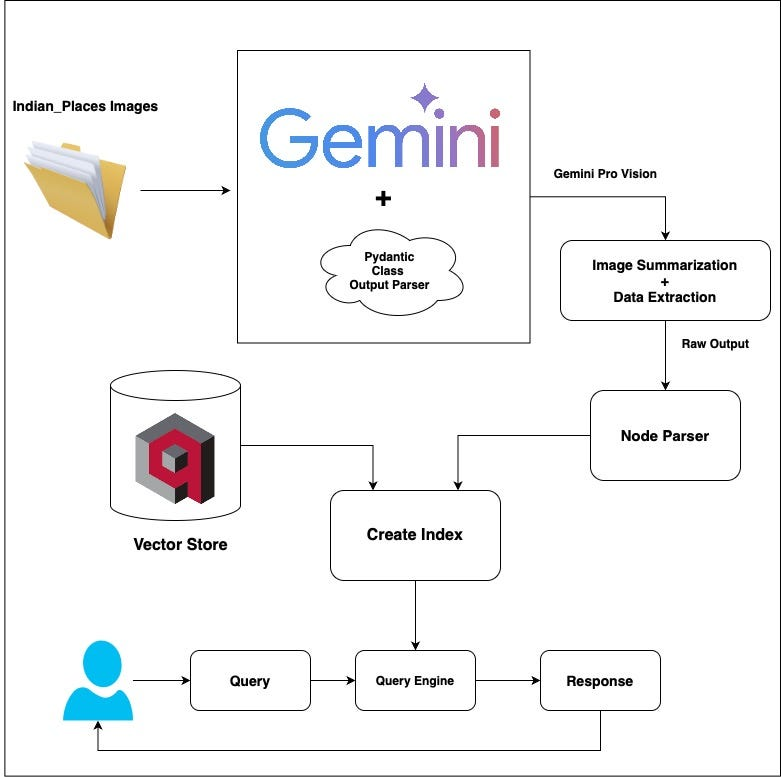 Indian_Places Images
Gemini
+
Pydantic
Class
Output Parser
Gemini Pro Vision
Image Summarization
+
Data Extraction
Raw Output
Node Parser
Vector Store
Create Index
Query
Query Engine
Response